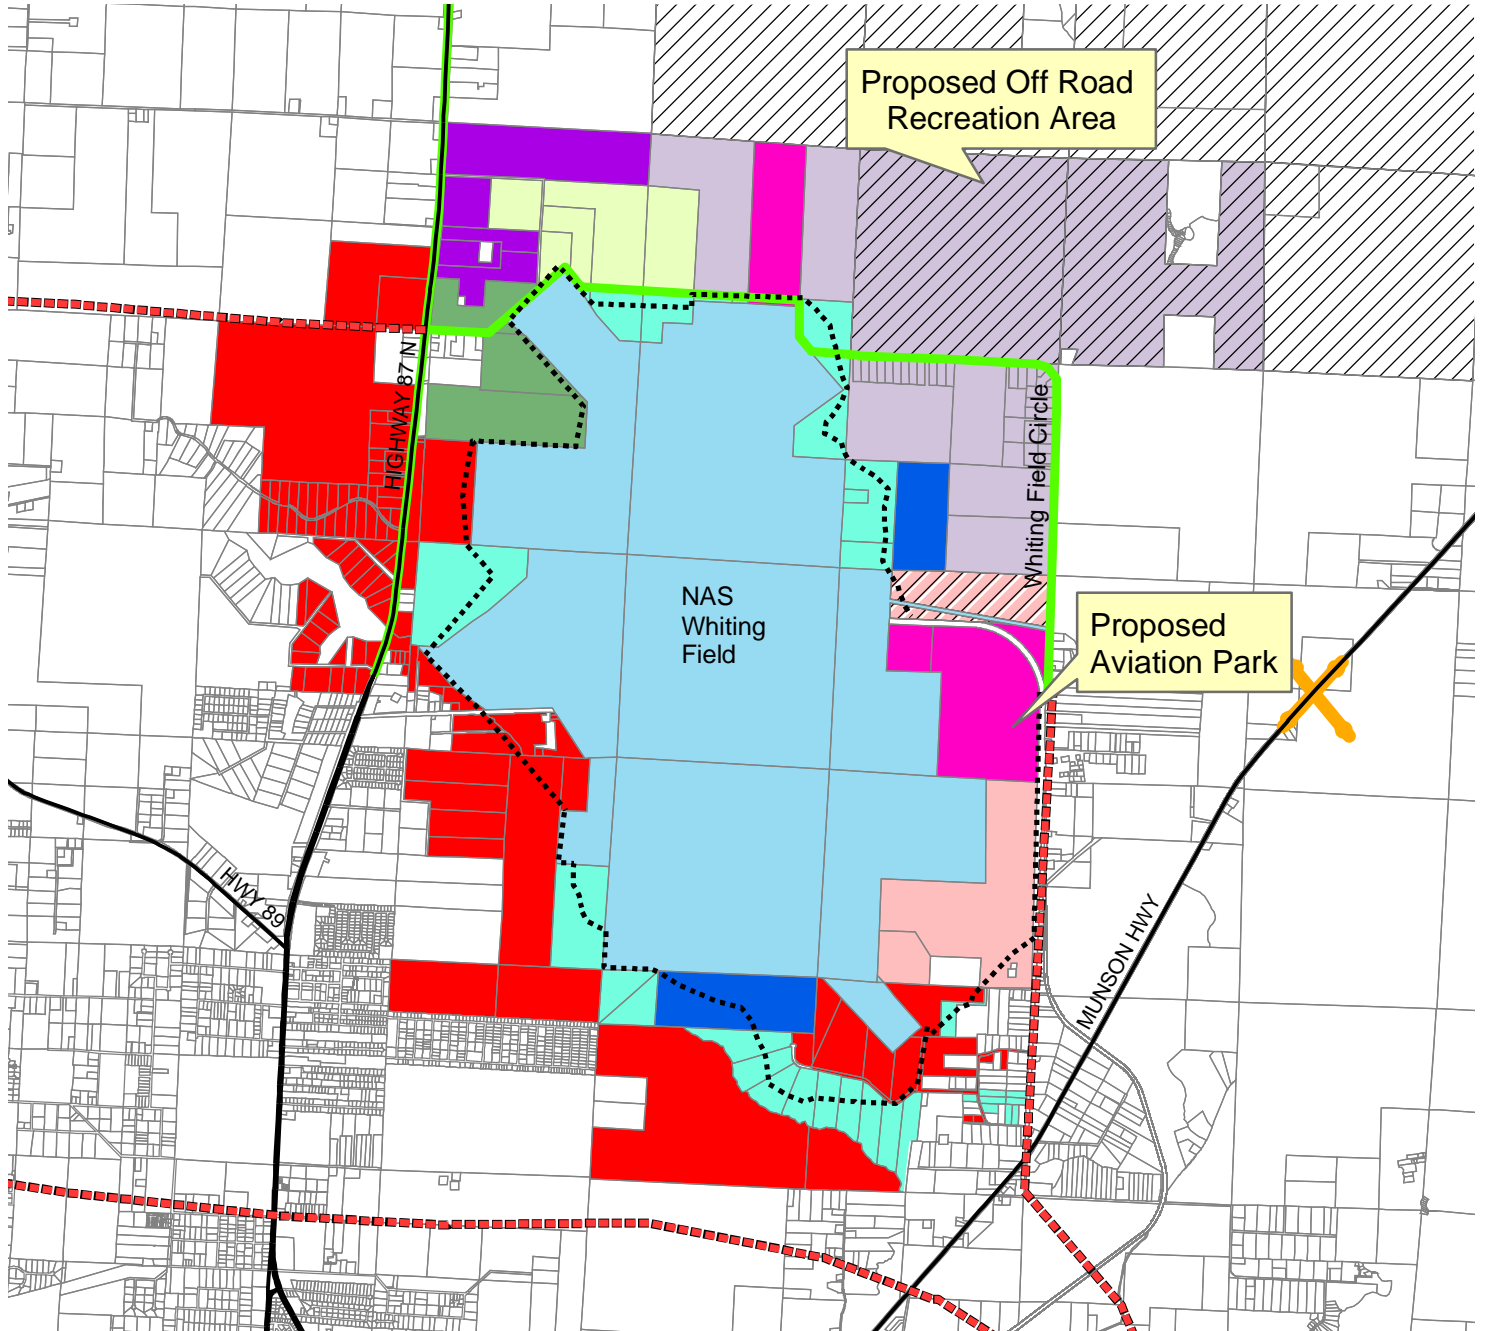 Proposed Off Road
Recreation Area
HIGHWAY 87 N
Whiting Field Circle
NAS
Whiting
Field
Proposed
Aviation Park
HWY 89
MUNSON HWY